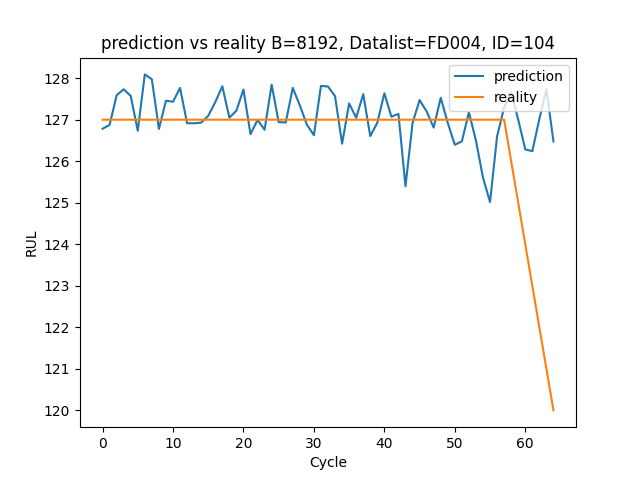 prediction vs reality B=8192, Datalist=FD004, ID=104
prediction
reality
128
127
126
125
124
123
122
121
120
RUL
0 10 20 30 40 50 60
Cycle